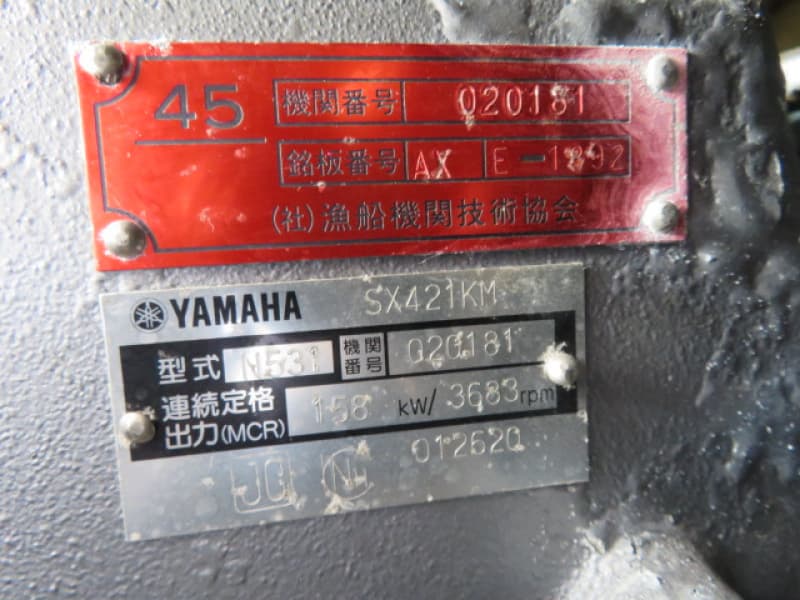 45
機関番号 020181
銘板番号 AX E-1892
(社)漁船機関技術協会
YAMAHA SX421KM
型式 N531 機関番号 020181
連続定格出力(MCR) 158 kW/3683rpm
012620